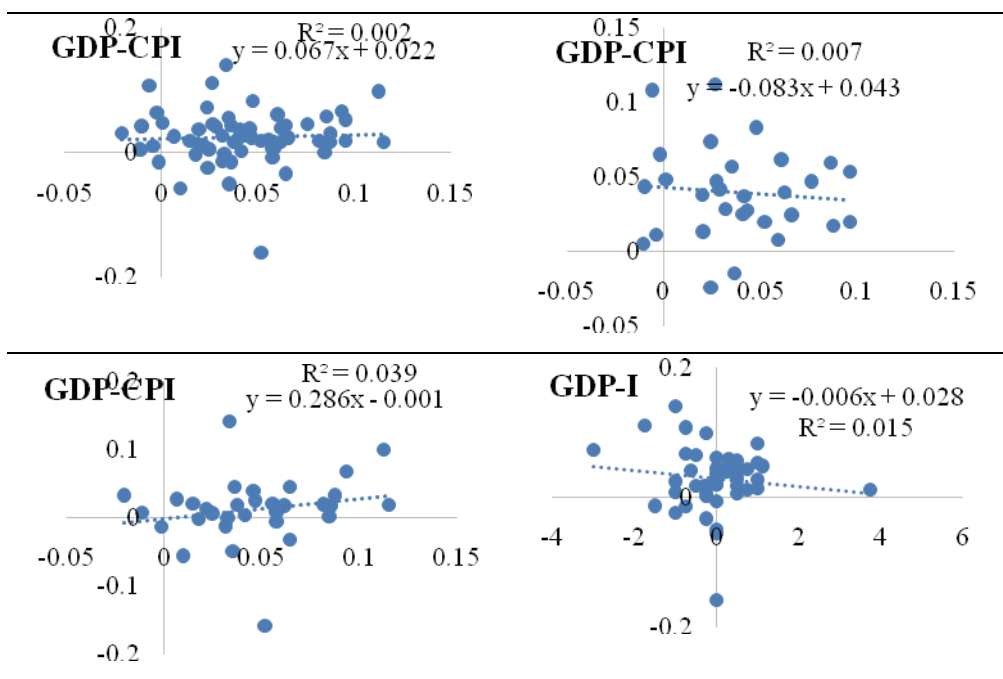 0.2
GDP-CPI
R² = 0.002
y = 0.067x + 0.022
0
-0.05 0 0.05 0.1 0.15
-0.2
0.15
GDP-CPI
R² = 0.007
0.1
y = -0.083x + 0.043
0.05
0
-0.05 0 0.05 0.1 0.15
-0.05
0.2
GDP-CPI
R² = 0.039
y = 0.286x - 0.001
0.1
0
-0.05 0 0.05 0.1 0.15
-0.1
-0.2
0.2
GDP-I
y = -0.006x + 0.028
R² = 0.015
0
-4 -2 0 2 4 6
-0.2